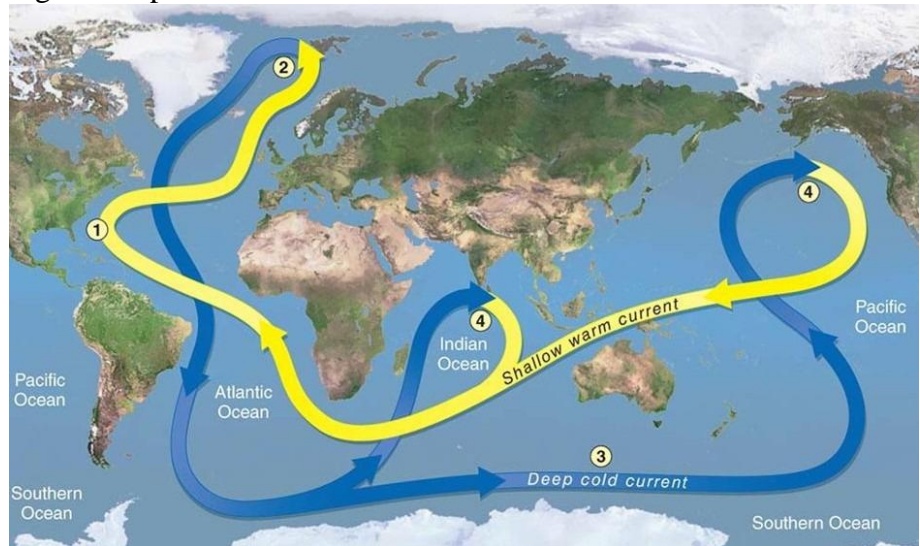 2
4
1
Shallow warm current
4
Indian
Ocean
Pacific
Ocean
Pacific
Ocean
Atlantic
Ocean
3
Deep cold current
Southern
Ocean
Southern Ocean